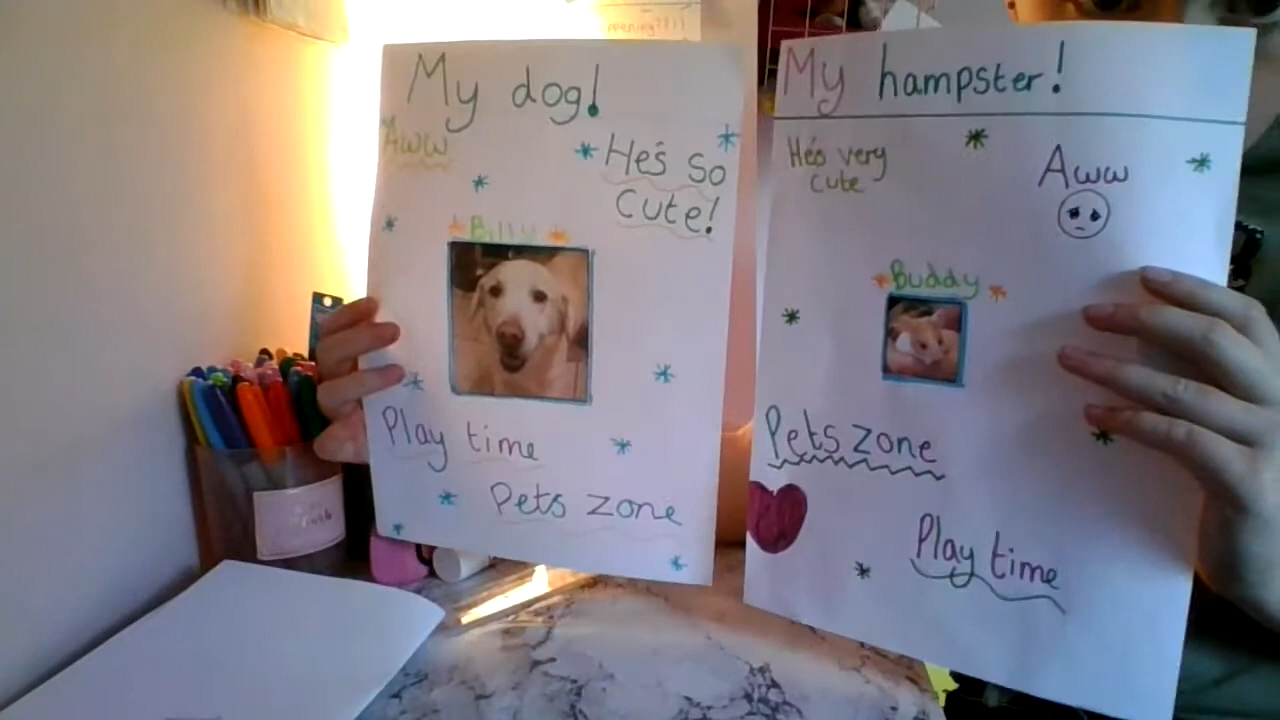 opening????
My dog!
Aww
He's so
Cute!
Billy
Play time
Pets zone
My hampster!
He's very
cute
Aww
Buddy
Pets zone
Play time